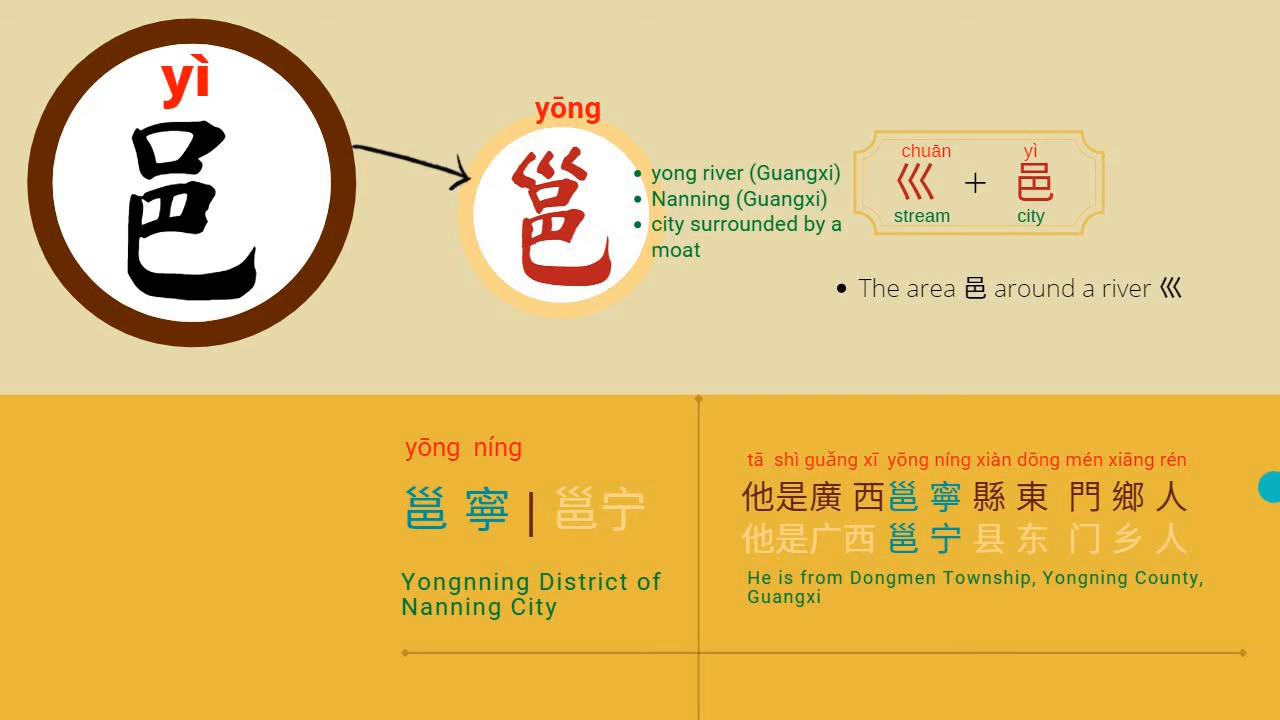 yì
邑
yōng
邕
yong river (Guangxi)
Nanning (Guangxi)
city surrounded by a
moat
chuān yì
巛 + 邑
stream city
The area 邑 around a river 巛
yōng níng
邕 寧 | 邕宁
Yongnning District of
Nanning City
tā shì guǎng xī yōng níng xiàn dōng mén xiāng rén
他是廣 西邕 寧 縣 東 門 鄉 人
他是广西 邕 宁 县 东 门 乡 人
He is from Dongmen Township, Yongning County,
Guangxi